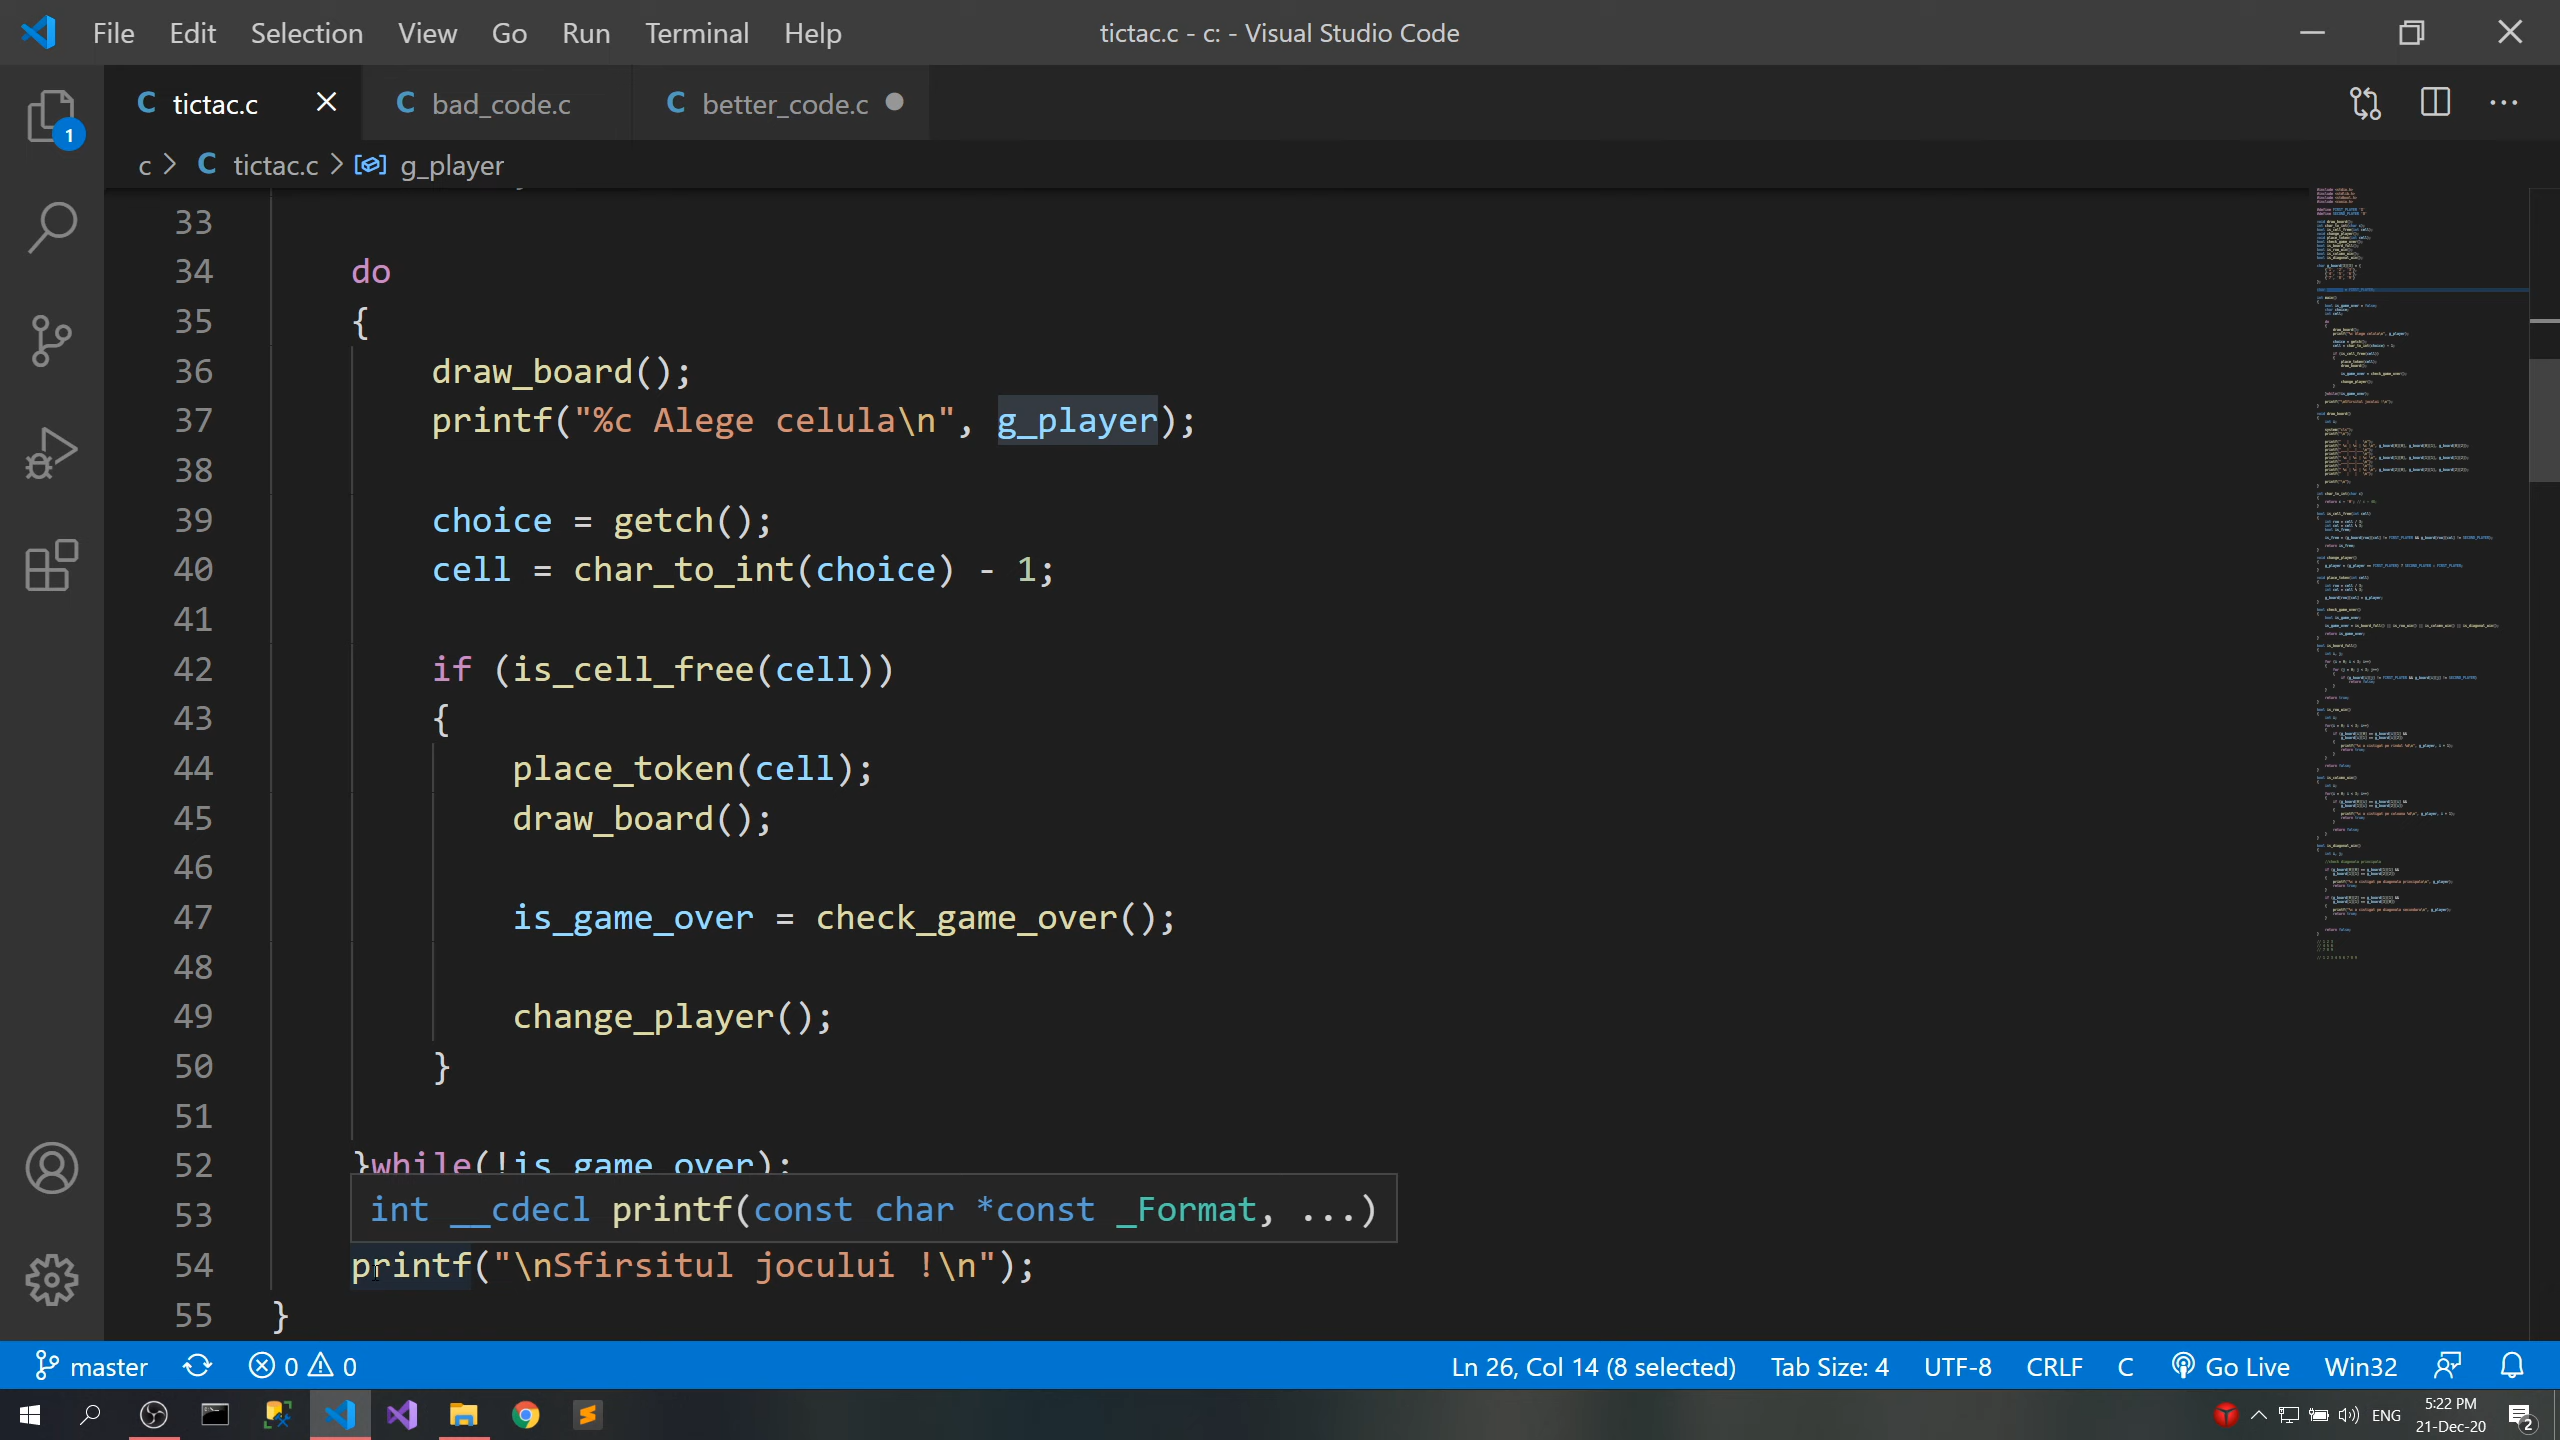 File Edit Selection View Go Run Terminal Help tictac.c - c: - Visual Studio Code
C tictac.c C bad_code.c C better_code.c
c > C tictac.c > g_player
1
33
34 do
35 {
36 draw_board();
37 printf("%c Alege celula\n", g_player);
38
39 choice = getch();
40 cell = char_to_int(choice) - 1;
41
42 if (is_cell_free(cell))
43 {
44 place_token(cell);
45 draw_board();
46
47 is_game_over = check_game_over();
48
49 change_player();
50 }
51
52 }while(!is_game_over);
53 int __cdecl printf(const char *const _Format, ...)
54 printf("\nSfirsitul jocului !\n");
55 }
master 0 0 Ln 26, Col 14 (8 selected) Tab Size: 4 UTF-8 CRLF C Go Live Win32
ENG 5:22 PM
21-Dec-20 2